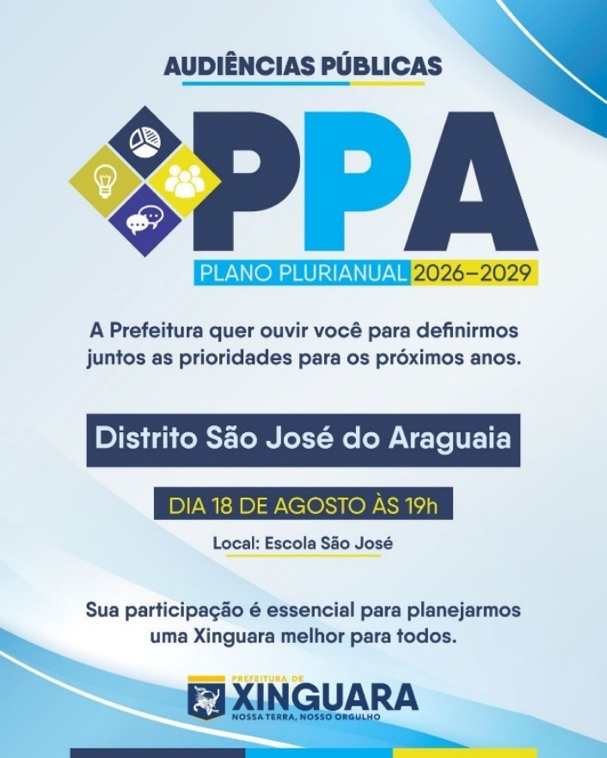 AUDIÊNCIAS PÚBLICAS
PPA
PLANO PLURIANUAL 2026–2029
A Prefeitura quer ouvir você para definirmos
juntos as prioridades para os próximos anos.
Distrito São José do Araguaia
DIA 18 DE AGOSTO ÀS 19h
Local: Escola São José
Sua participação é essencial para planejarmos
uma Xinguara melhor para todos.
PREFEITURA DE
XINGUARA
NOSSA TERRA, NOSSO ORGULHO